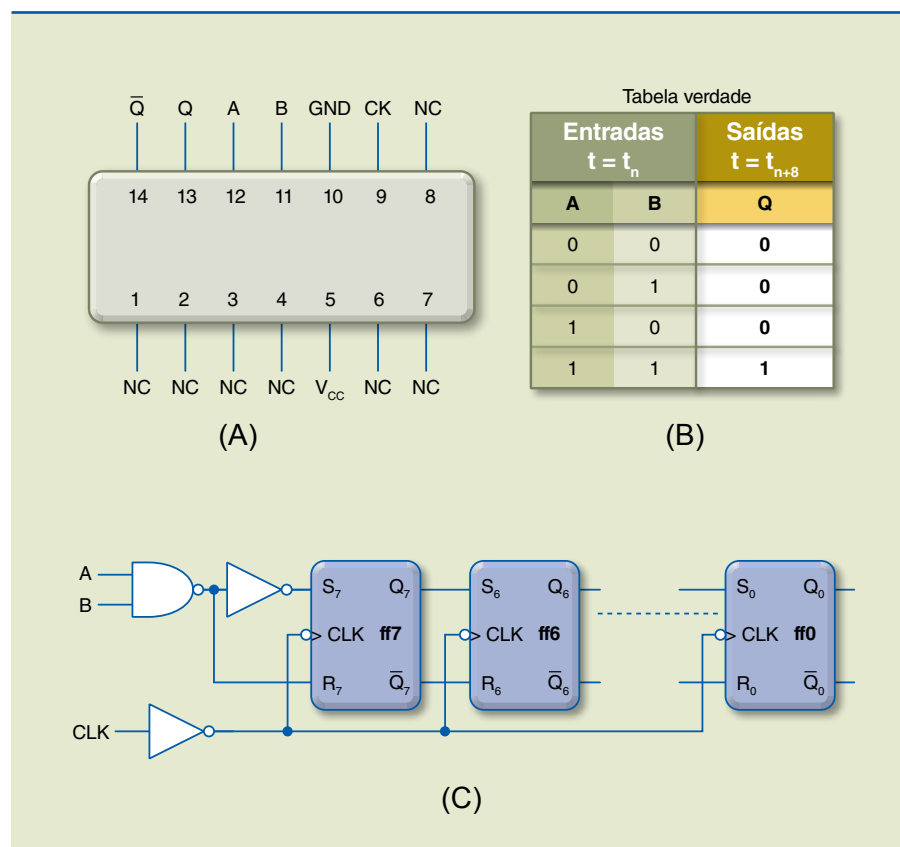 Q̅ Q A B GND CK NC
14 13 12 11 10 9 8
1 2 3 4 5 6 7
NC NC NC NC V_CC NC NC
(A)
Tabela verdade
Entradas Saídas
t = t_n t = t_n+8
A B Q
0 0 0
0 1 0
1 0 0
1 1 1
(B)
A
B
S₇ Q₇ S₆ Q₆ S₀ Q₀
CLK ff7 CLK ff6 CLK ff0
R₇ Q̅₇ R₆ Q̅₆ R₀ Q̅₀
CLK
(C)